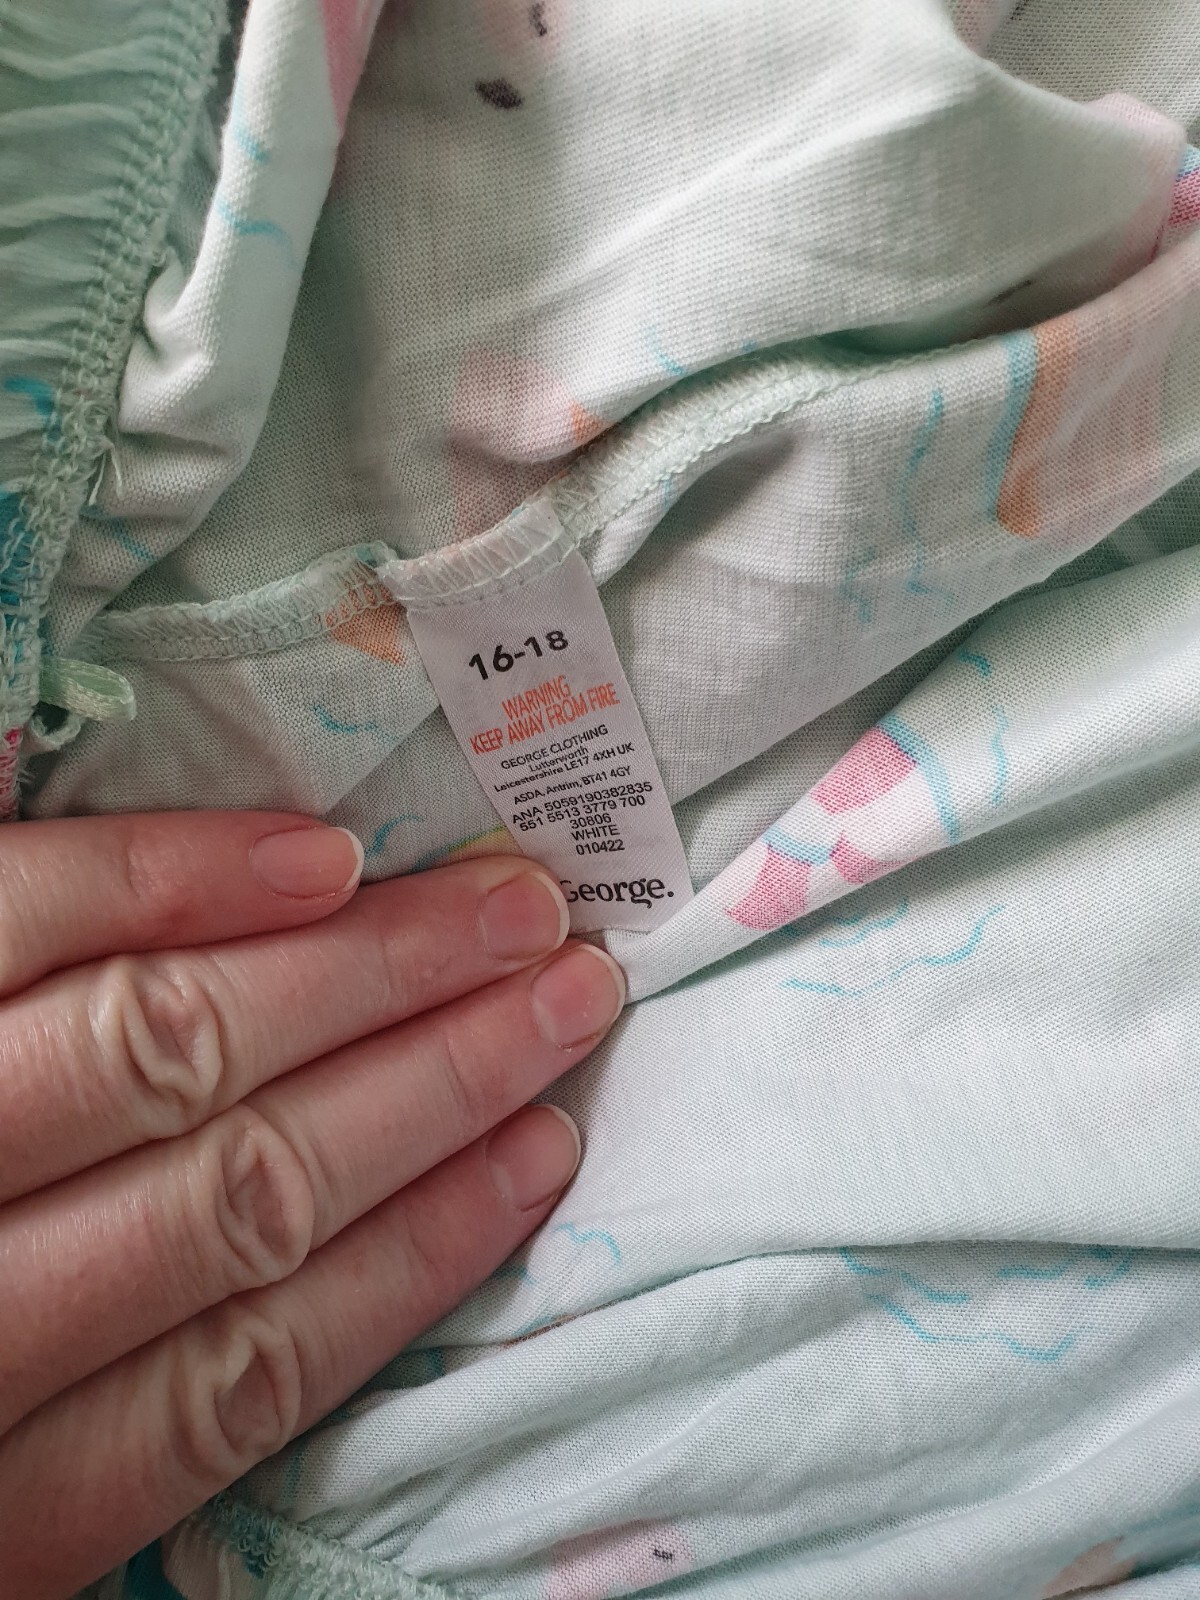 16-18
WARNING
KEEP AWAY FROM FIRE
GEORGE CLOTHING
Lutterworth
Leicestershire LE17 4XH UK
ASDA, Antrim, BT41 4GY
ANA 5059190382835
551 5513 3779 700
30806
WHITE
010422
George.